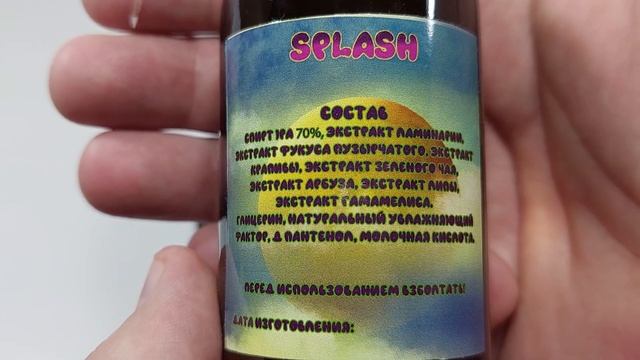 SPLASH
СОСТАВ
СПИРТ УРА 70%, ЭКСТРАКТ ЛАМИНАРИИ,
ЭКСТРАКТ ФУКУСА ПУЗЫРЧАТОГО, ЭКСТРАКТ
КРАПИВЫ, ЭКСТРАКТ ЗЕЛЕНОГО ЧАЯ,
ЭКСТРАКТ АРБУЗА, ЭКСТРАКТ ЛИПЫ,
ЭКСТРАКТ ГАМАМЕЛИСА.
ГЛИЦЕРИН, НАТУРАЛЬНЫЙ УВЛАЖНЯЮЩИЙ
ФАКТОР, Д ПАНТЕНОЛ, МОЛОЧНАЯ КИСЛОТА.
ПЕРЕД ИСПОЛЬЗОВАНИЕМ ВЗБОЛТАТЬ!
ДАТА ИЗГОТОВЛЕНИЯ: